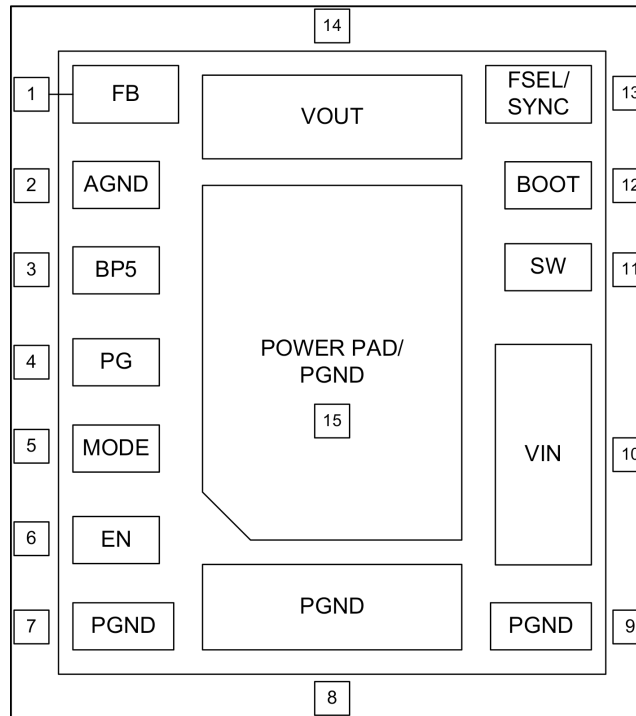 14
1
FB
VOUT
FSEL/
SYNC
13
2
AGND
BOOT
12
3
BP5
SW
11
4
PG
POWER PAD/
PGND
15
5
MODE
VIN
10
6
EN
7
PGND
PGND
PGND
9
8